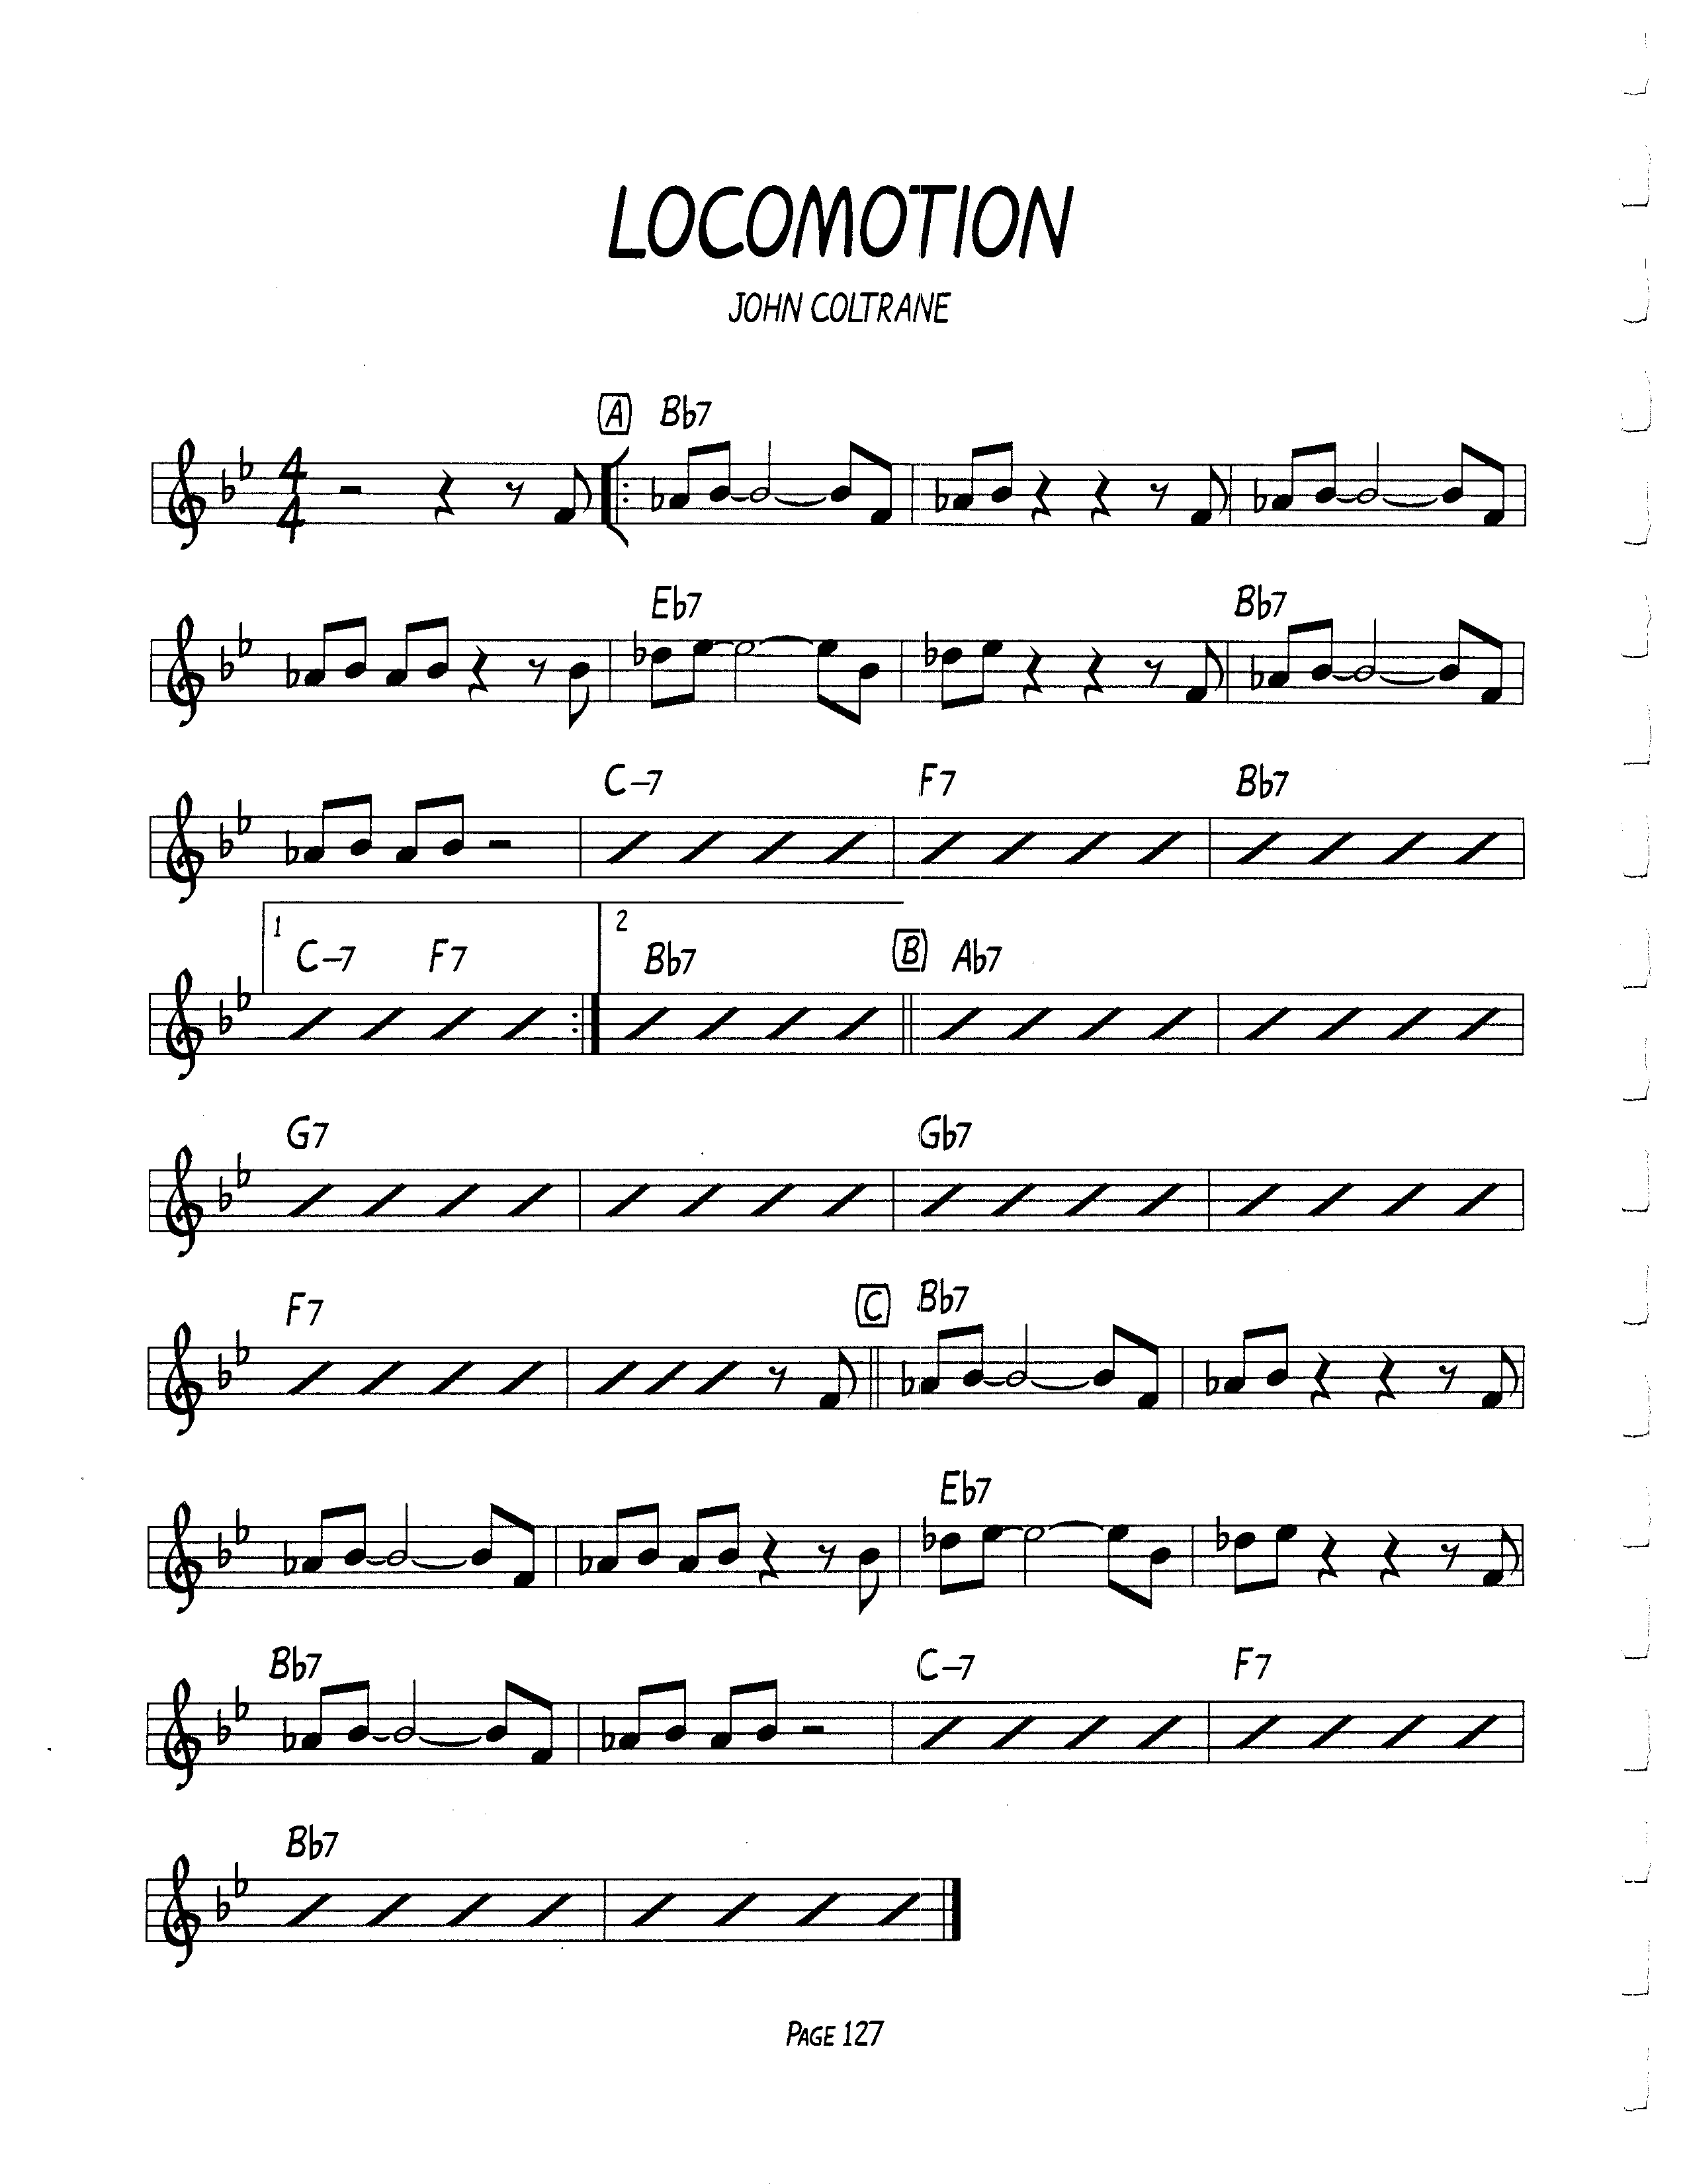 LOCOMOTION
JOHN COLTRANE
A Bb7
4
4
Eb7 Bb7
C-7 F7 Bb7
1 C-7 F7 2 Bb7 B Ab7
G7 Gb7
F7 C Bb7
Eb7
Bb7 C-7 F7
Bb7
PAGE 127